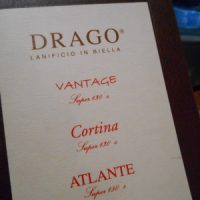 DRAGO®
LANIFICIO IN BIELLA
VANTAGE
Super 130 s
Cortina
Super 130 s
ATLANTE
Super 130 s